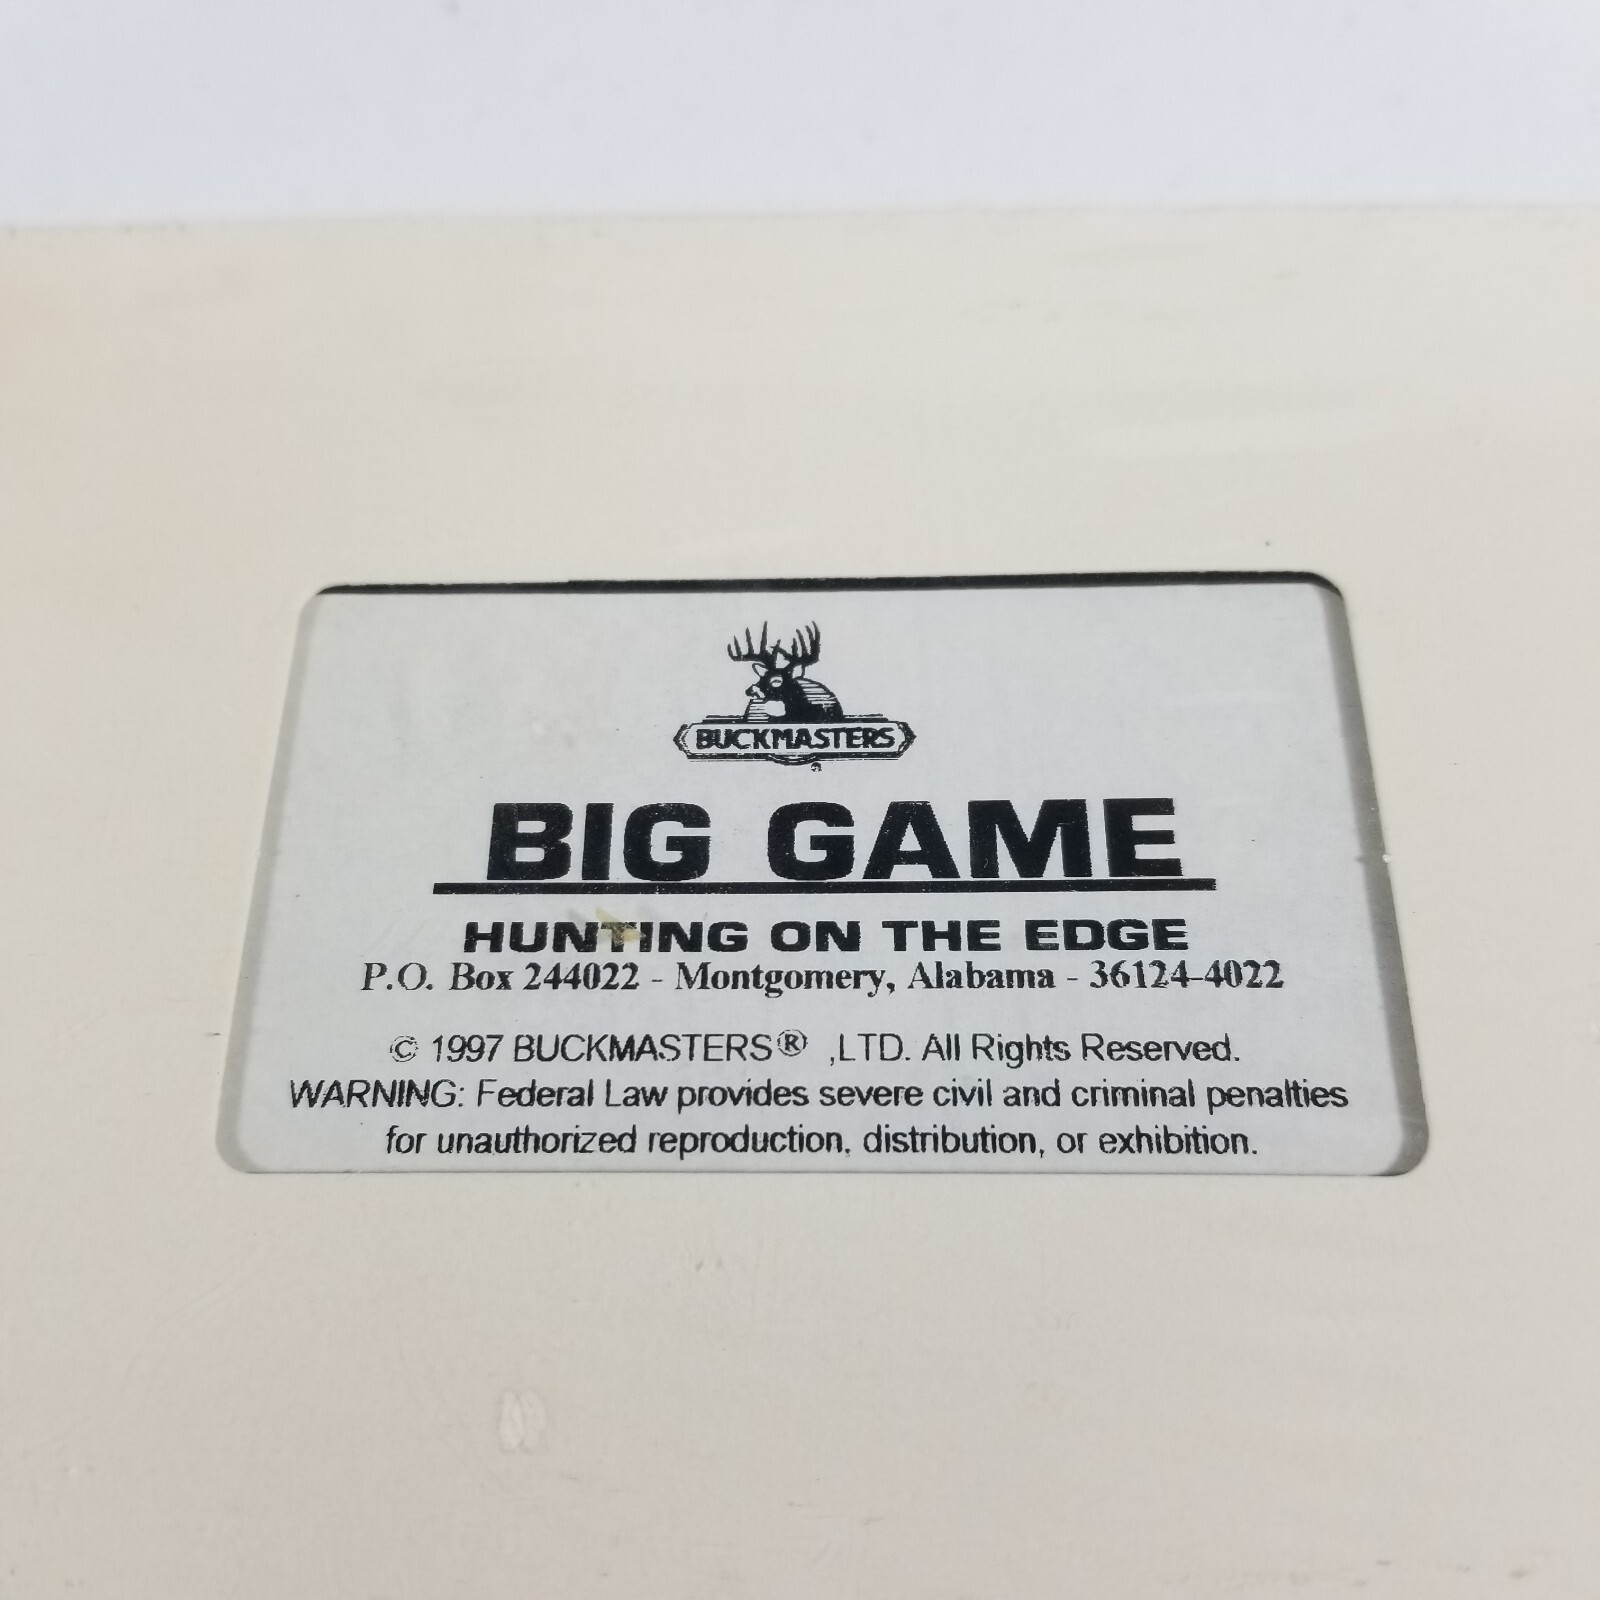 BUCKMASTERS
®
BIG GAME
HUNTING ON THE EDGE
P.O. Box 244022 - Montgomery, Alabama - 36124-4022
© 1997 BUCKMASTERS® ,LTD. All Rights Reserved.
WARNING: Federal Law provides severe civil and criminal penalties
for unauthorized reproduction, distribution, or exhibition.